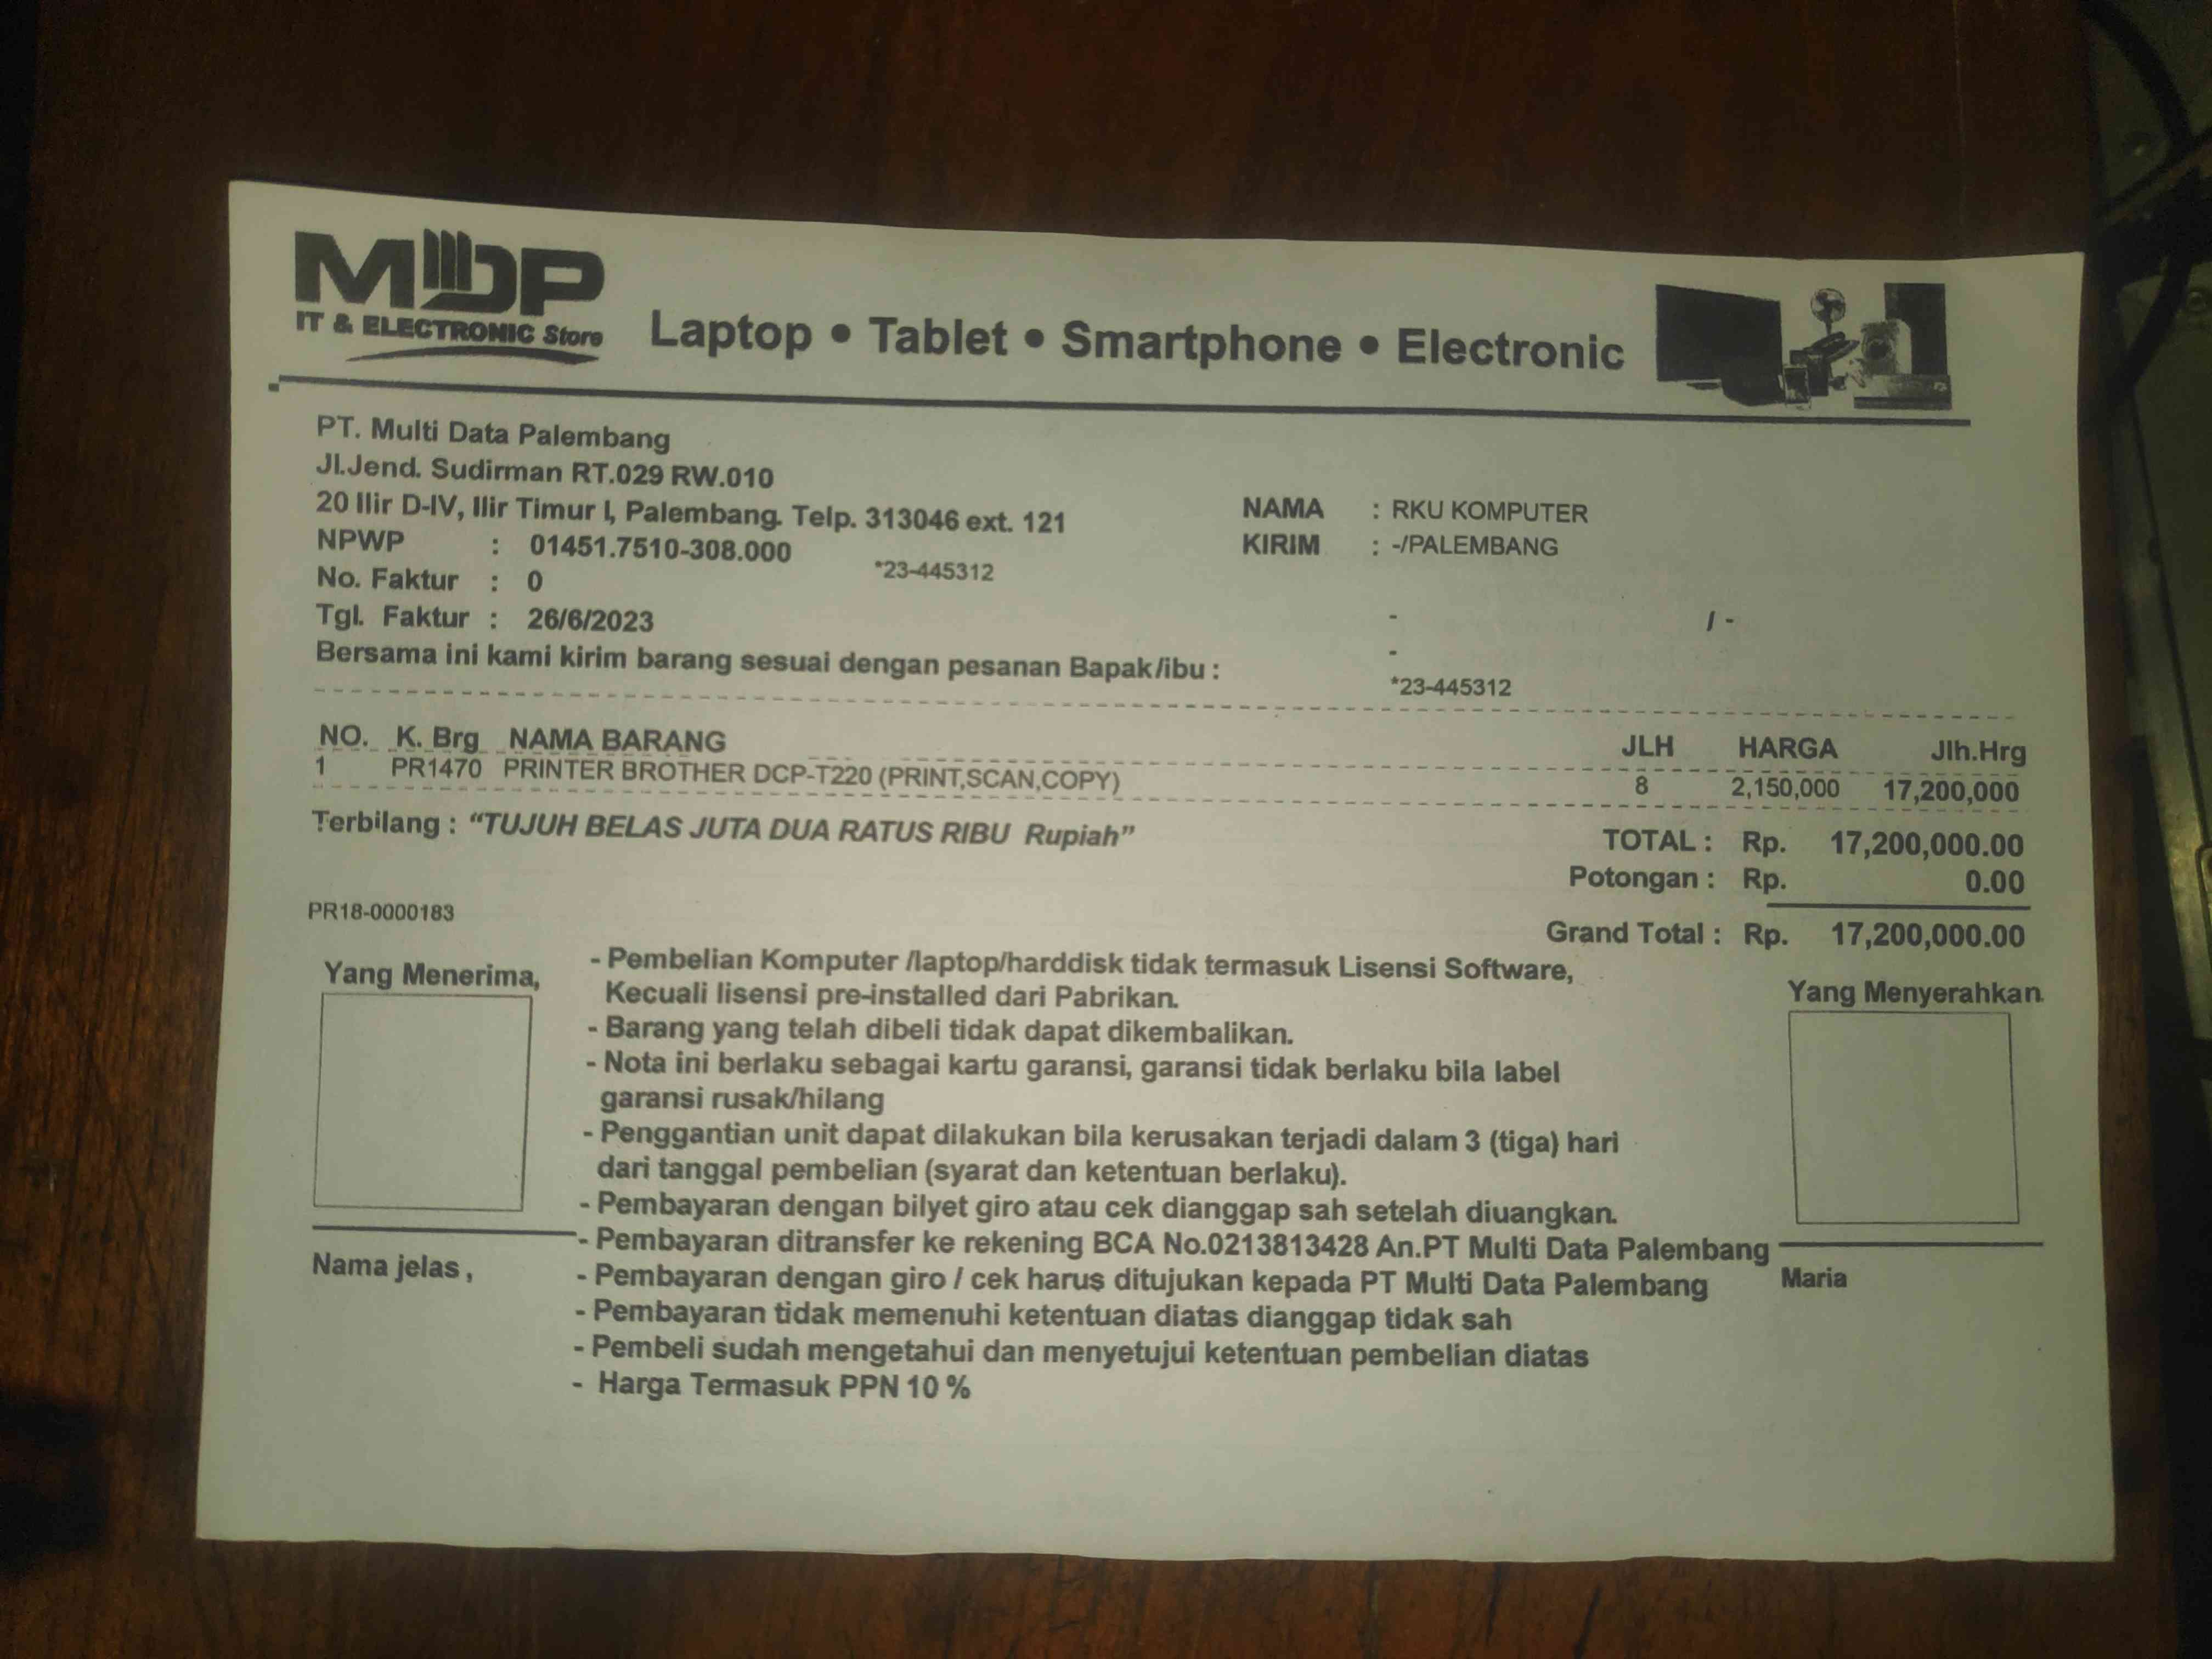 MDP
IT & ELECTRONIC Store
Laptop • Tablet • Smartphone • Electronic
PT. Multi Data Palembang
Jl.Jend. Sudirman RT.029 RW.010
20 Ilir D-IV, Ilir Timur I, Palembang. Telp. 313046 ext. 121
NPWP : 01451.7510-308.000
*23-445312
No. Faktur : 0
Tgl. Faktur : 26/6/2023
NAMA : RKU KOMPUTER
KIRIM : -/PALEMBANG
- / -
-
*23-445312
Bersama ini kami kirim barang sesuai dengan pesanan Bapak/ibu :
NO. K. Brg NAMA BARANG JLH HARGA Jlh.Hrg
1 PR1470 PRINTER BROTHER DCP-T220 (PRINT,SCAN,COPY) 8 2,150,000 17,200,000
Terbilang : “TUJUH BELAS JUTA DUA RATUS RIBU Rupiah”
TOTAL : Rp. 17,200,000.00
Potongan : Rp. 0.00
Grand Total : Rp. 17,200,000.00
PR18-0000183
Yang Menerima,
Nama jelas ,
- Pembelian Komputer /laptop/harddisk tidak termasuk Lisensi Software,
Kecuali lisensi pre-installed dari Pabrikan.
- Barang yang telah dibeli tidak dapat dikembalikan.
- Nota ini berlaku sebagai kartu garansi, garansi tidak berlaku bila label
garansi rusak/hilang
- Penggantian unit dapat dilakukan bila kerusakan terjadi dalam 3 (tiga) hari
dari tanggal pembelian (syarat dan ketentuan berlaku).
- Pembayaran dengan bilyet giro atau cek dianggap sah setelah diuangkan.
- Pembayaran ditransfer ke rekening BCA No.0213813428 An.PT Multi Data Palembang
- Pembayaran dengan giro / cek harus ditujukan kepada PT Multi Data Palembang
- Pembayaran tidak memenuhi ketentuan diatas dianggap tidak sah
- Pembeli sudah mengetahui dan menyetujui ketentuan pembelian diatas
- Harga Termasuk PPN 10 %
Yang Menyerahkan
Maria